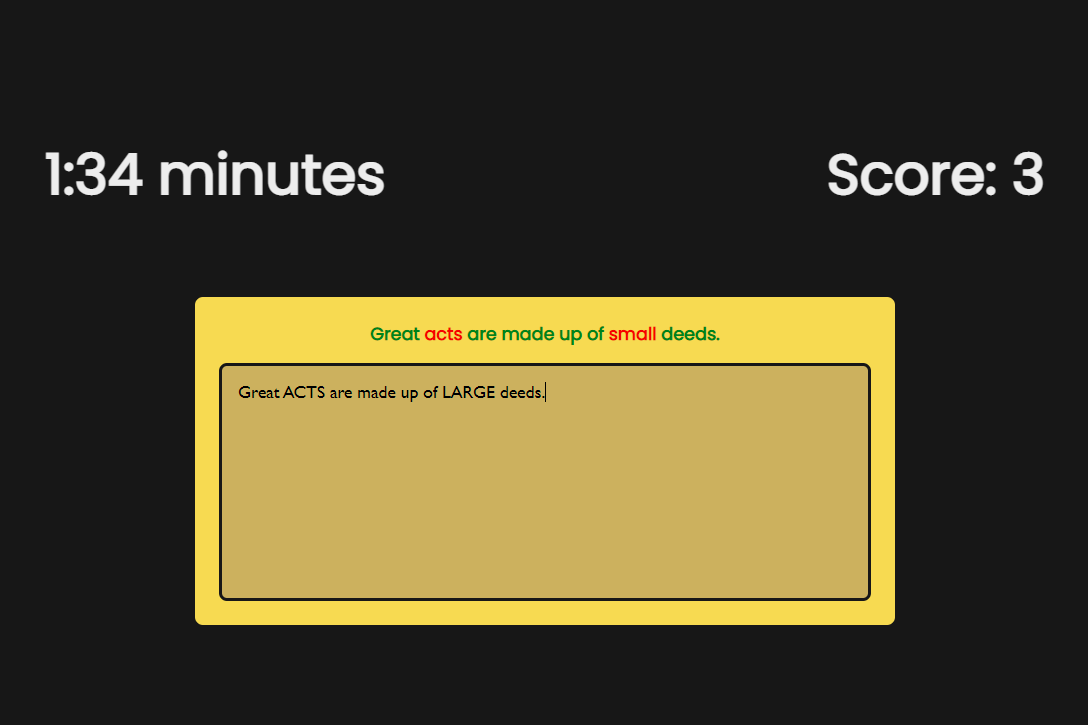 1:34 minutes
Score: 3
Great acts are made up of small deeds.
Great ACTS are made up of LARGE deeds.